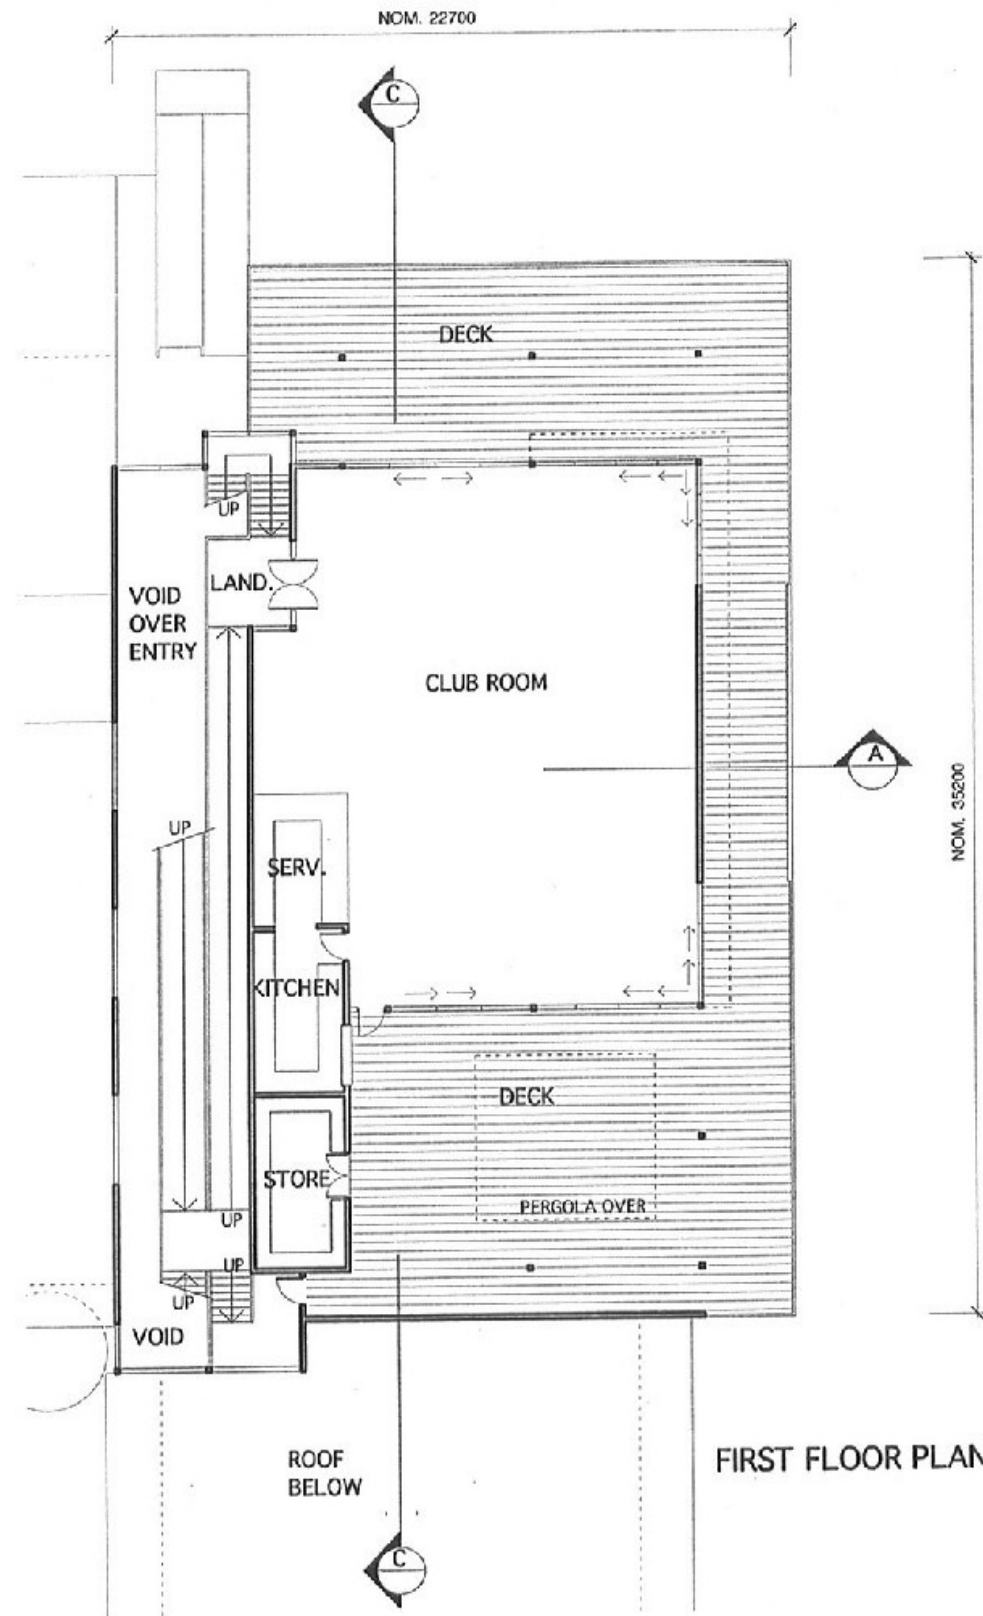 NOM. 22700
C
DECK
UP
LAND.
VOID
OVER
ENTRY
CLUB ROOM
A
NOM. 35200
UP
SERV.
KITCHEN
DECK
STORE
PERGOLA OVER
UP
UP
UP
VOID
ROOF
BELOW
FIRST FLOOR PLAN
C